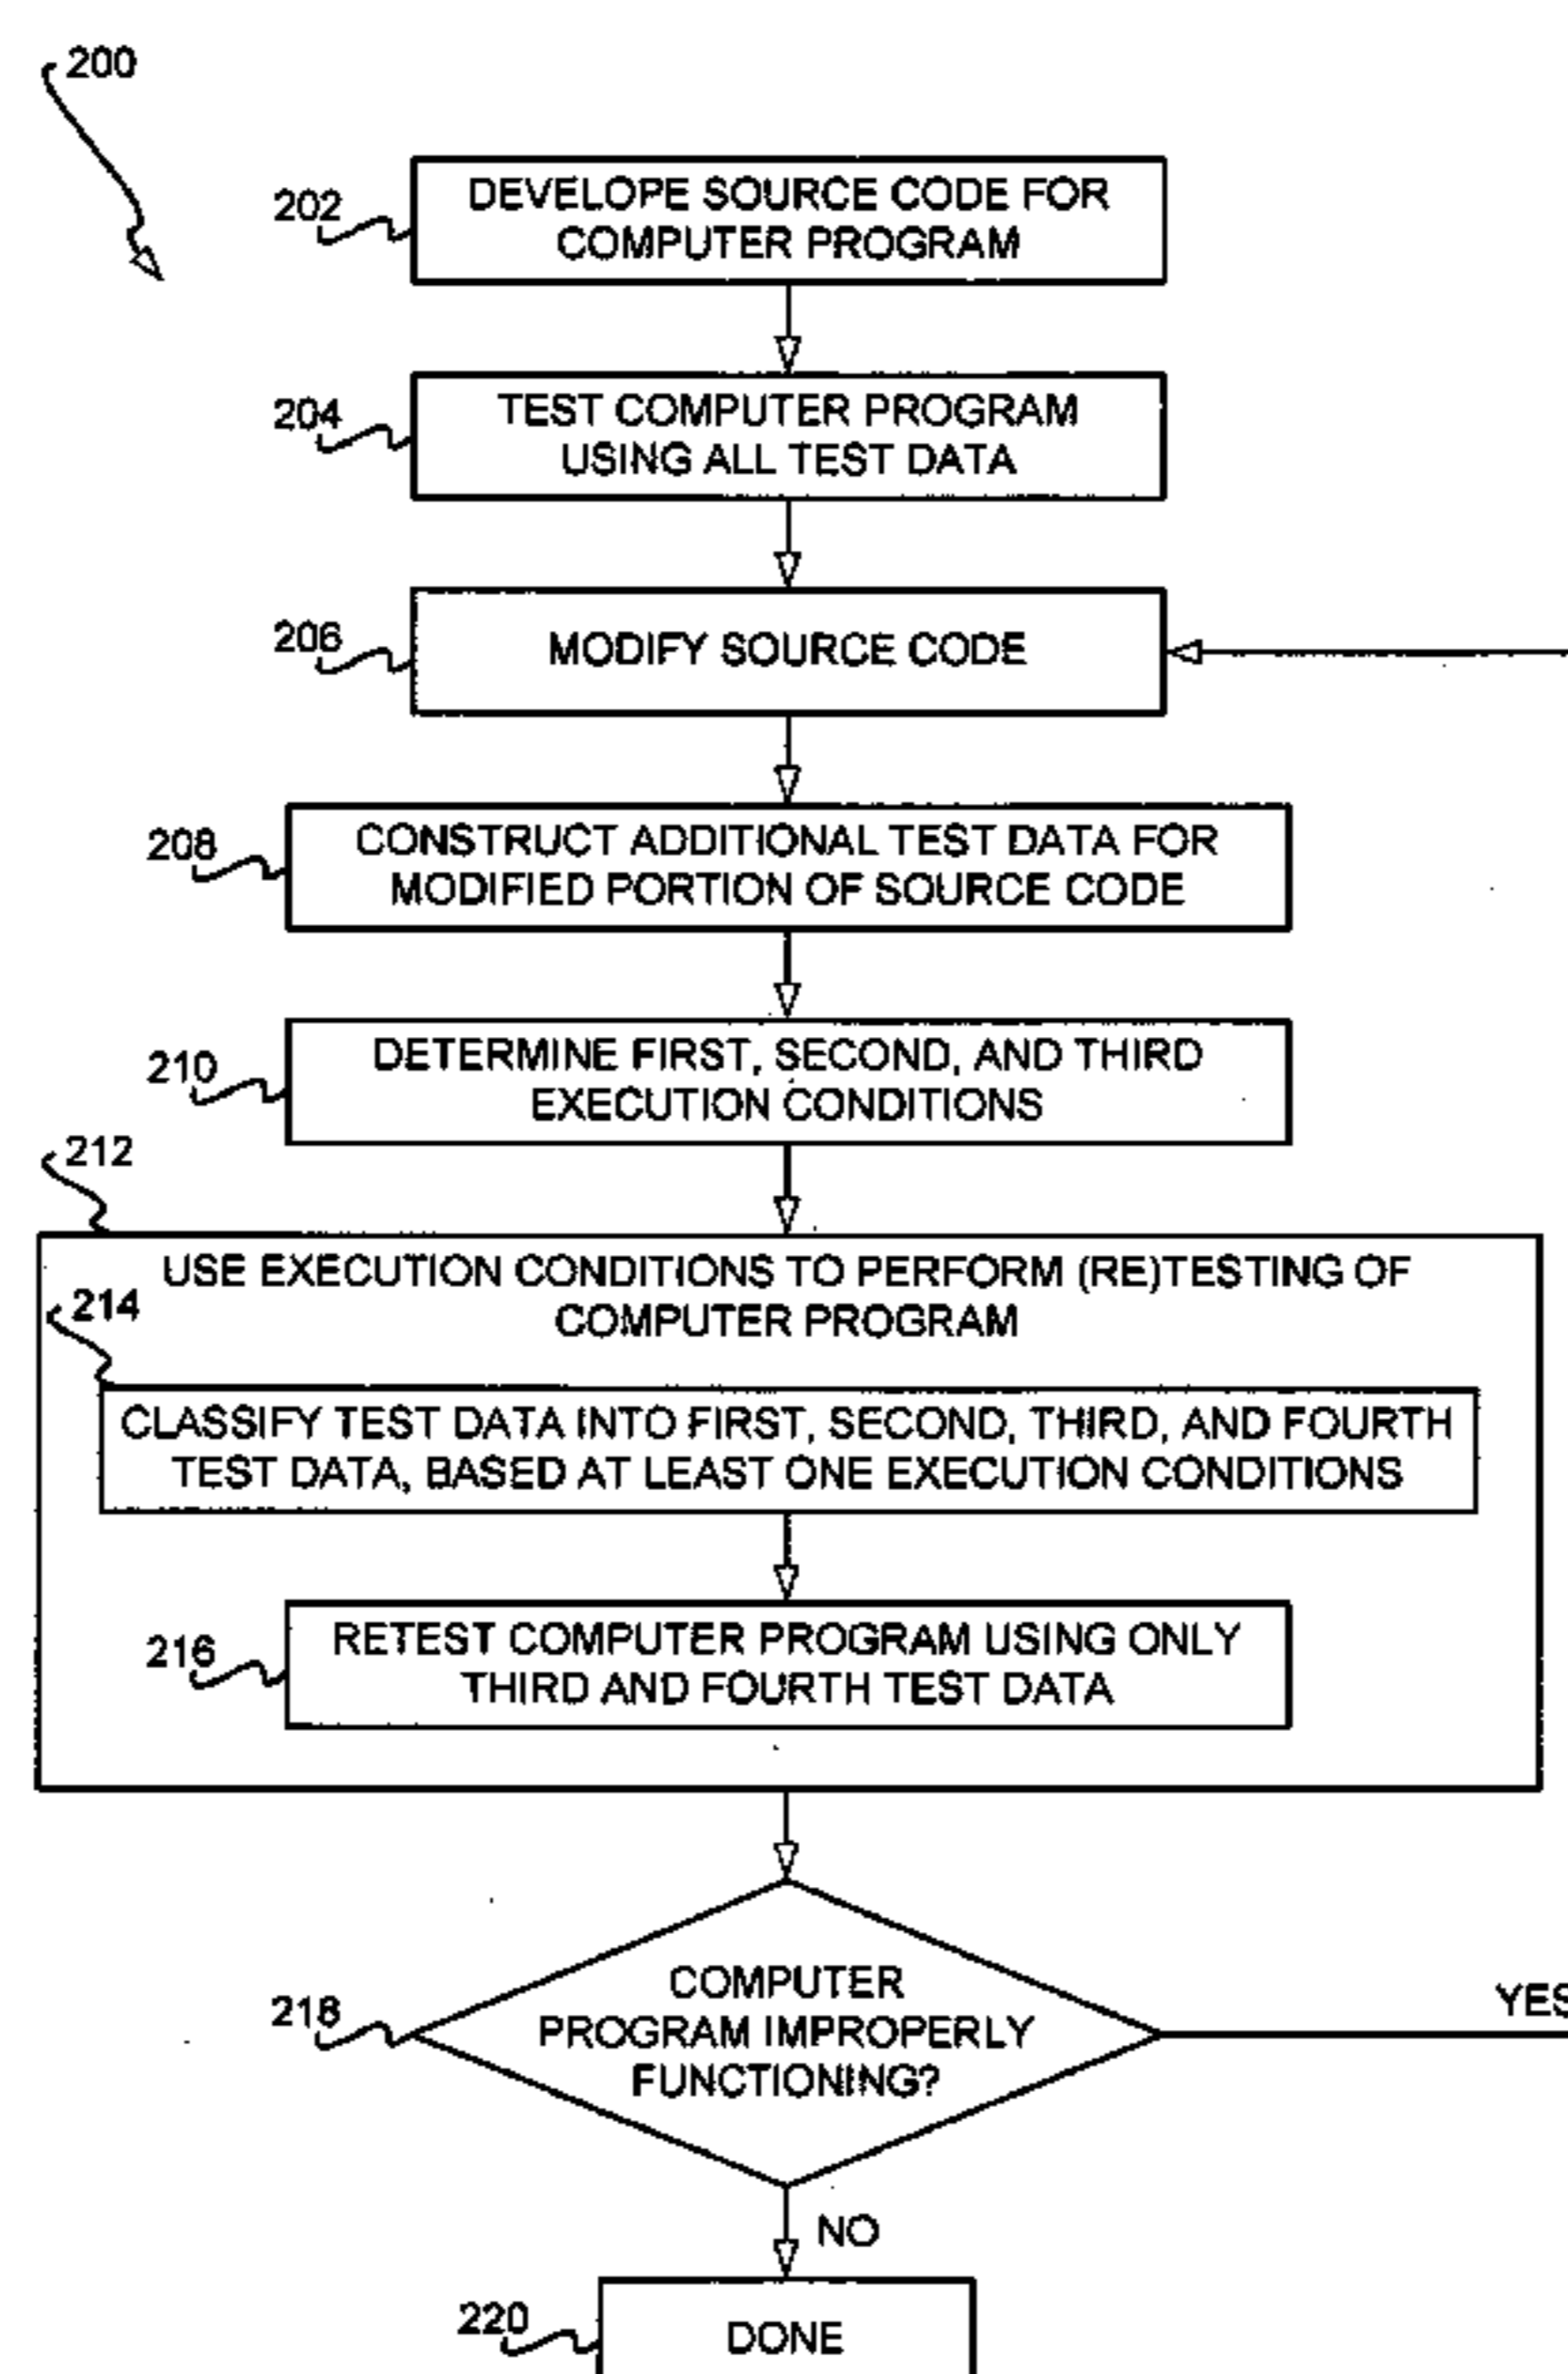 200
202
DEVELOPE SOURCE CODE FOR
COMPUTER PROGRAM
204
TEST COMPUTER PROGRAM
USING ALL TEST DATA
206
MODIFY SOURCE CODE
208
CONSTRUCT ADDITIONAL TEST DATA FOR
MODIFIED PORTION OF SOURCE CODE
210
DETERMINE FIRST, SECOND, AND THIRD
EXECUTION CONDITIONS
212
USE EXECUTION CONDITIONS TO PERFORM (RE)TESTING OF
COMPUTER PROGRAM
214
CLASSIFY TEST DATA INTO FIRST, SECOND, THIRD, AND FOURTH
TEST DATA, BASED AT LEAST ONE EXECUTION CONDITIONS
216
RETEST COMPUTER PROGRAM USING ONLY
THIRD AND FOURTH TEST DATA
218
COMPUTER
PROGRAM IMPROPERLY
FUNCTIONING?
YES
NO
220
DONE